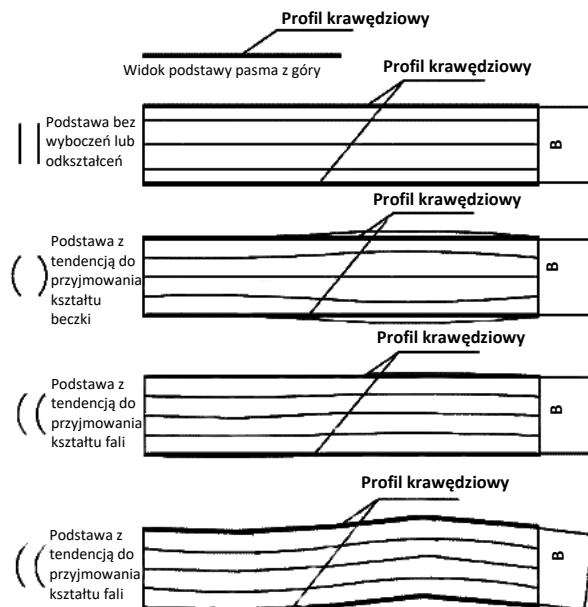 Profil krawędziowy
Widok podstawy pasma z góry
Profil krawędziowy
Podstawa bez
wyboczeń lub
odkształceń
B
Profil krawędziowy
Podstawa z
tendencją do
przyjmowania
kształtu
beczki
B
Profil krawędziowy
Podstawa z
tendencją do
przyjmowania
kształtu fali
B
Profil krawędziowy
Podstawa z
tendencją do
przyjmowania
kształtu fali
B